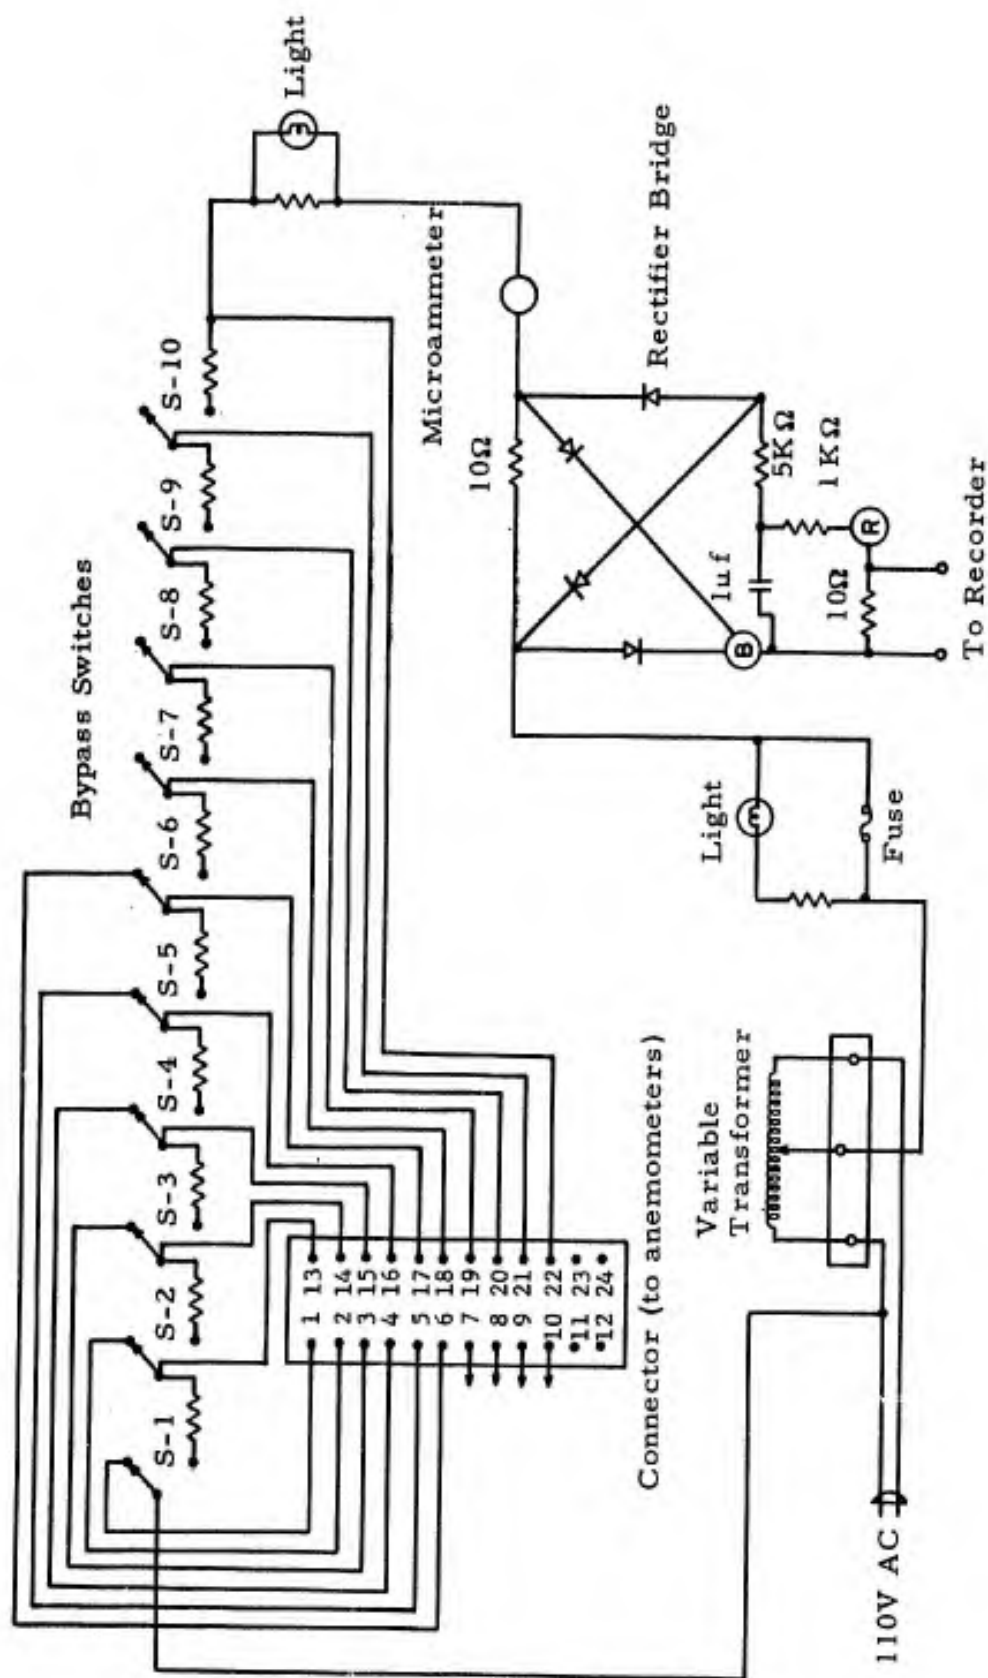 Light
Bypass Switches
S-1
S-2
S-3
S-4
S-5
S-6
S-7
S-8
S-9
S-10
1 13
2 14
3 15
4 16
5 17
6 18
7 19
8 20
9 21
10 22
11 23
12 24
Connector (to anemometers)
Microammeter
10Ω
Rectifier Bridge
5KΩ
1KΩ
1uf
B
R
10Ω
To Recorder
Light
Fuse
Variable
Transformer
110V AC